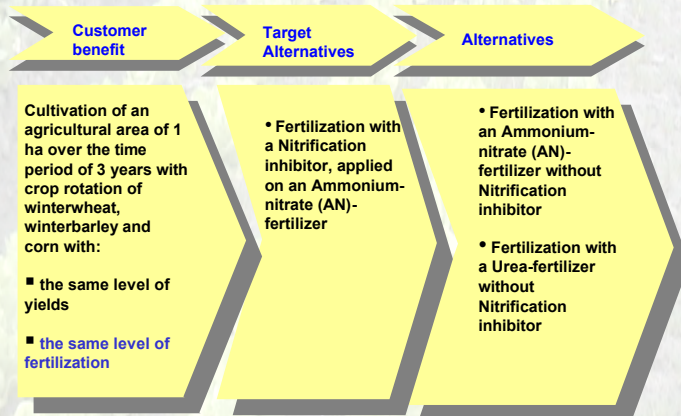 Customer
benefit
Target
Alternatives
Alternatives
Cultivation of an
agricultural area of 1
ha over the time
period of 3 years with
crop rotation of
winterwheat,
winterbarley and
corn with:
▪ the same level of
yields
▪ the same level of
fertilization
• Fertilization with
a Nitrification
inhibitor, applied
on an Ammonium-
nitrate (AN)-
fertilizer
• Fertilization with
an Ammonium-
nitrate (AN)-
fertilizer without
Nitrification
inhibitor
• Fertilization with
a Urea-fertilizer
without
Nitrification
inhibitor